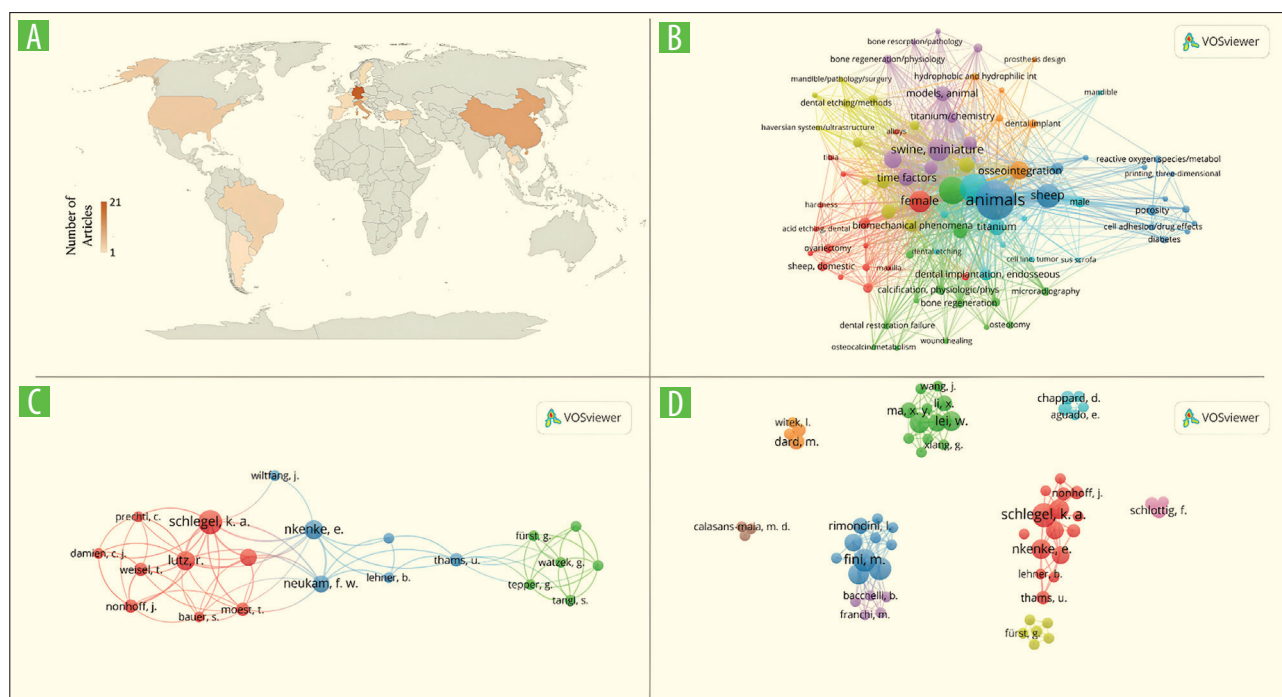 A
Number of
Articles
21
1
B
VOSviewer
bone resorption/pathology
bone regeneration/physiology
prosthesis design
mandible/pathology/surgery
hydrophobic and hydrophilic int
models, animal
mandible
dental etching/methods
titanium/chemistry
haversian system/ultrastructure
alloys
dental implant
swine, miniature
tibia
reactive oxygen species/metabol
time factors
osseointegration
printing, three-dimensional
animals
sheep
female
male
hardness
porosity
acid etching, dental
biomechanical phenomena
titanium
cell adhesion/drug effects
diabetes
ovariectomy
dental etching
cell line, tumor
sus scrofa
sheep, domestic
maxilla
dental implantation, endosseous
calcification, physiologic/phys
microradiography
bone regeneration
dental restoration failure
osteotomy
wound healing
osteocalcin/metabolism
C
VOSviewer
wiltfang, j.
prechtl, c.
schlegel, k. a.
nkenke, e.
fürst, g.
damien, c. j.
lutz, r.
thams, u.
watzek, g.
weisel, t.
neukam, f. w.
lehner, b.
tepper, g.
nonhoff, j.
moest, t.
tangl, s.
bauer, s.
D
VOSviewer
wang, j.
chappard, d.
li, x.
ma, x. y.
lei, w.
aguado, e.
witek, l.
dard, m.
xiang, g.
nonhoff, j.
schlegel, k. a.
schlottig, f.
calasans-maia, m. d.
rimondini, l.
nkenke, e.
fini, m.
lehner, b.
bacchelli, b.
thams, u.
franchi, m.
fürst, g.